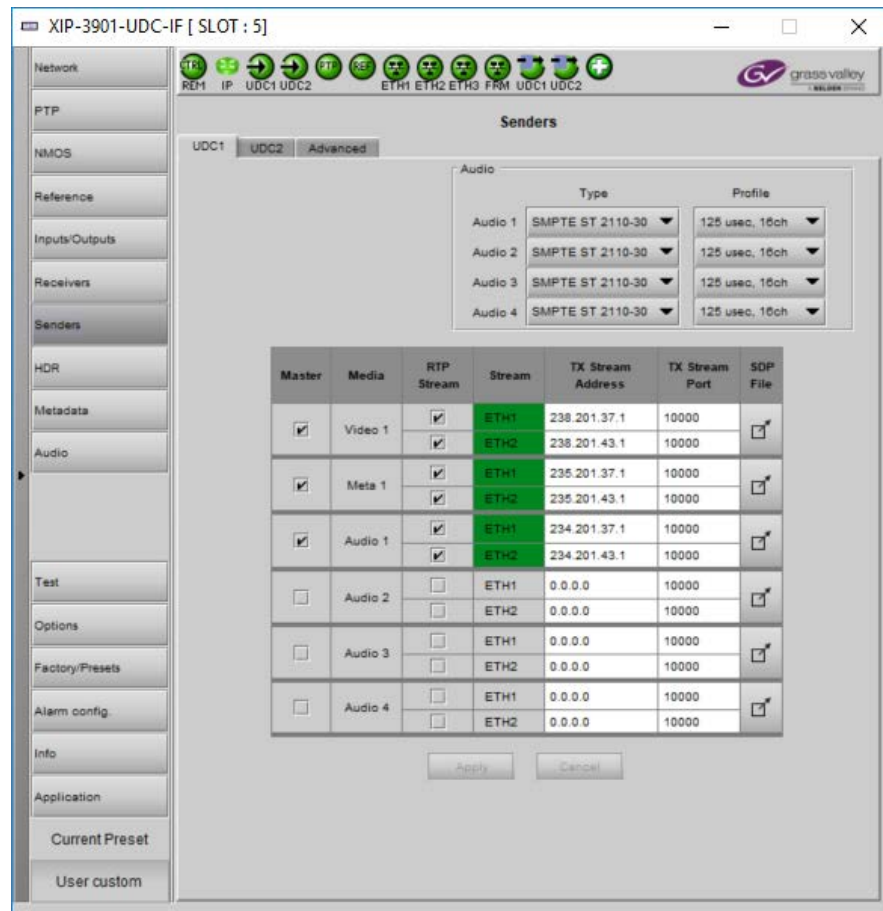 XIP-3901-UDC-IF [ SLOT : 5]
Network
PTP
NMOS
Reference
Inputs/Outputs
Receivers
Senders
HDR
Metadata
Audio
Test
Options
Factory/Presets
Alarm config.
Info
Application
Current Preset
User custom
CTRL PTP REF
REM IP UDC1 UDC2 ETH1 ETH2 ETH3 FRM UDC1 UDC2
GV grass valley
A BELDEN BRAND
Senders
UDC1 UDC2 Advanced
Audio
Type Profile
Audio 1 SMPTE ST 2110-30 125 usec, 16ch
Audio 2 SMPTE ST 2110-30 125 usec, 16ch
Audio 3 SMPTE ST 2110-30 125 usec, 16ch
Audio 4 SMPTE ST 2110-30 125 usec, 16ch
Master Media RTP Stream Stream TX Stream Address TX Stream Port SDP File
Video 1 ETH1 238.201.37.1 10000
ETH2 238.201.43.1 10000
Meta 1 ETH1 235.201.37.1 10000
ETH2 235.201.43.1 10000
Audio 1 ETH1 234.201.37.1 10000
ETH2 234.201.43.1 10000
Audio 2 ETH1 0.0.0.0 10000
ETH2 0.0.0.0 10000
Audio 3 ETH1 0.0.0.0 10000
ETH2 0.0.0.0 10000
Audio 4 ETH1 0.0.0.0 10000
ETH2 0.0.0.0 10000
Apply Cancel